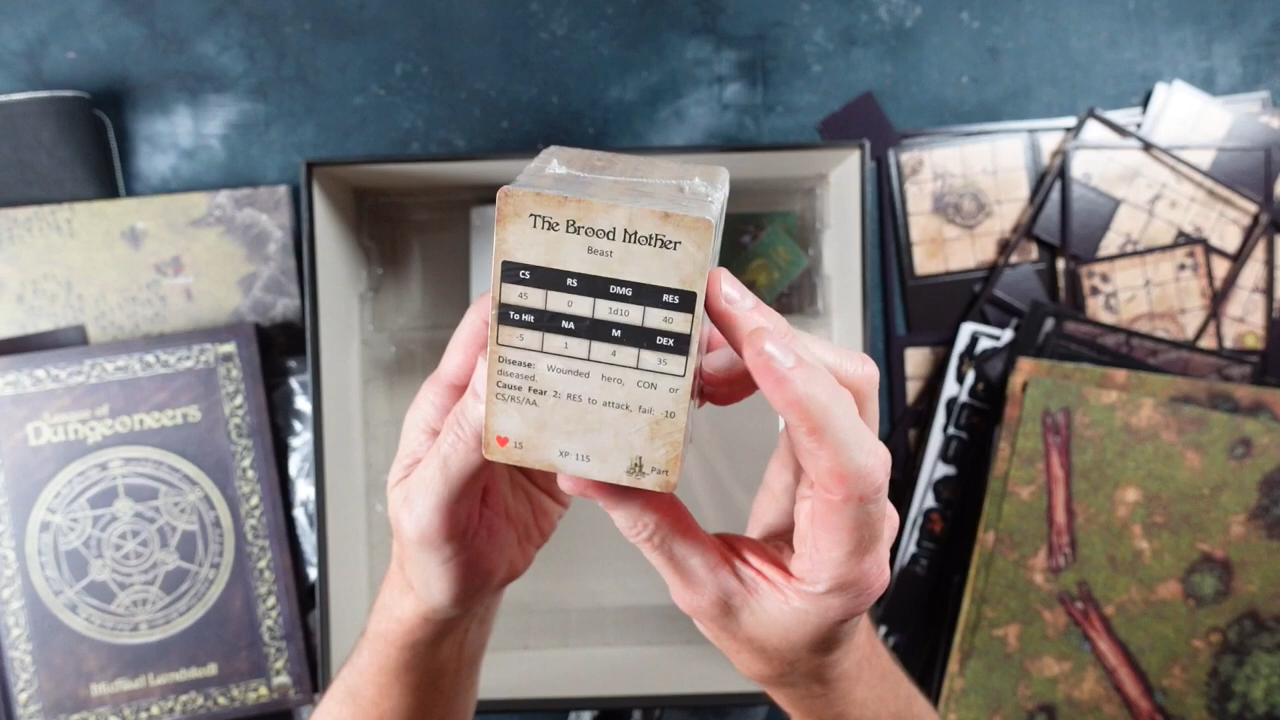 The Brood Mother
Beast
CS RS DMG RES
45 0 1d10 40
To Hit NA M DEX
-5 1 4 35
Disease: Wounded hero, CON or
diseased.
Cause Fear 2: RES to attack, fail: -10
CS/RS/AA.
15 XP: 115 Part
League of
Dungeoneers